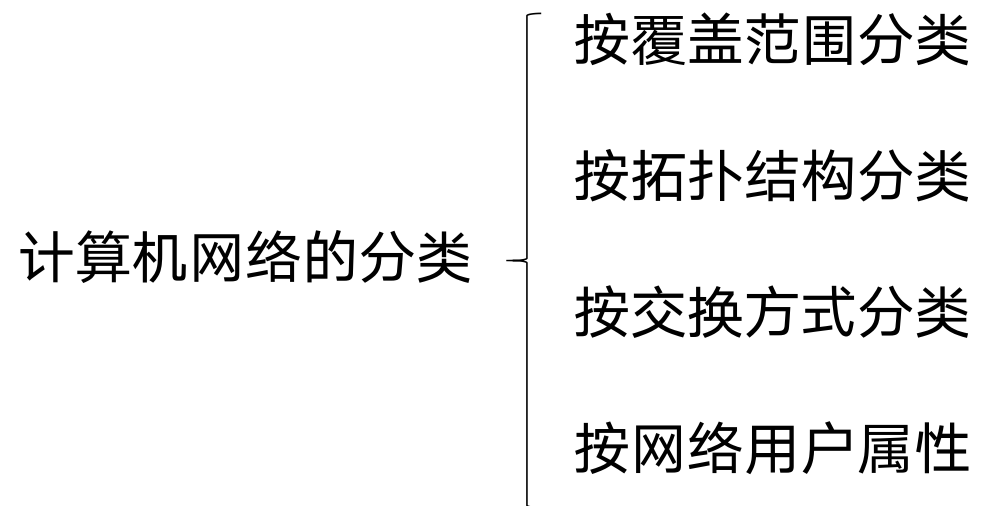 计算机网络的分类
按覆盖范围分类
按拓扑结构分类
按交换方式分类
按网络用户属性